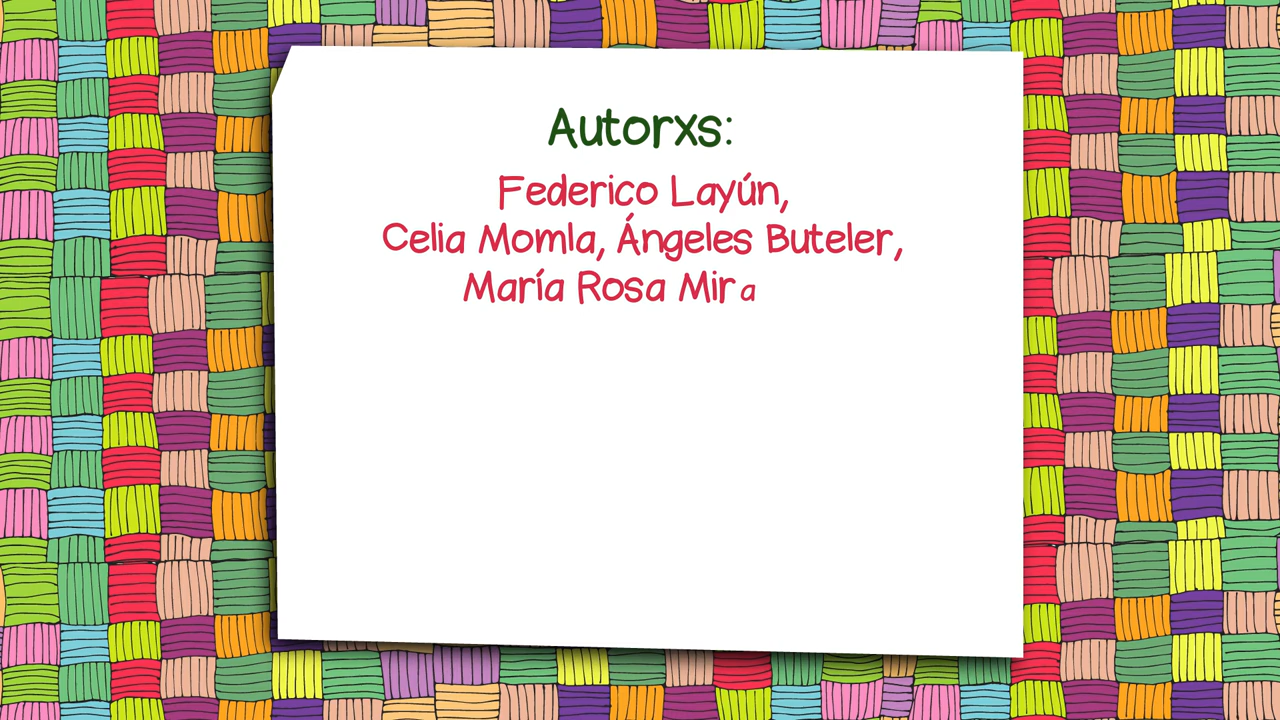 Autorxs:
Federico Layún,
Celia Momla, Ángeles Buteler,
María Rosa Mira